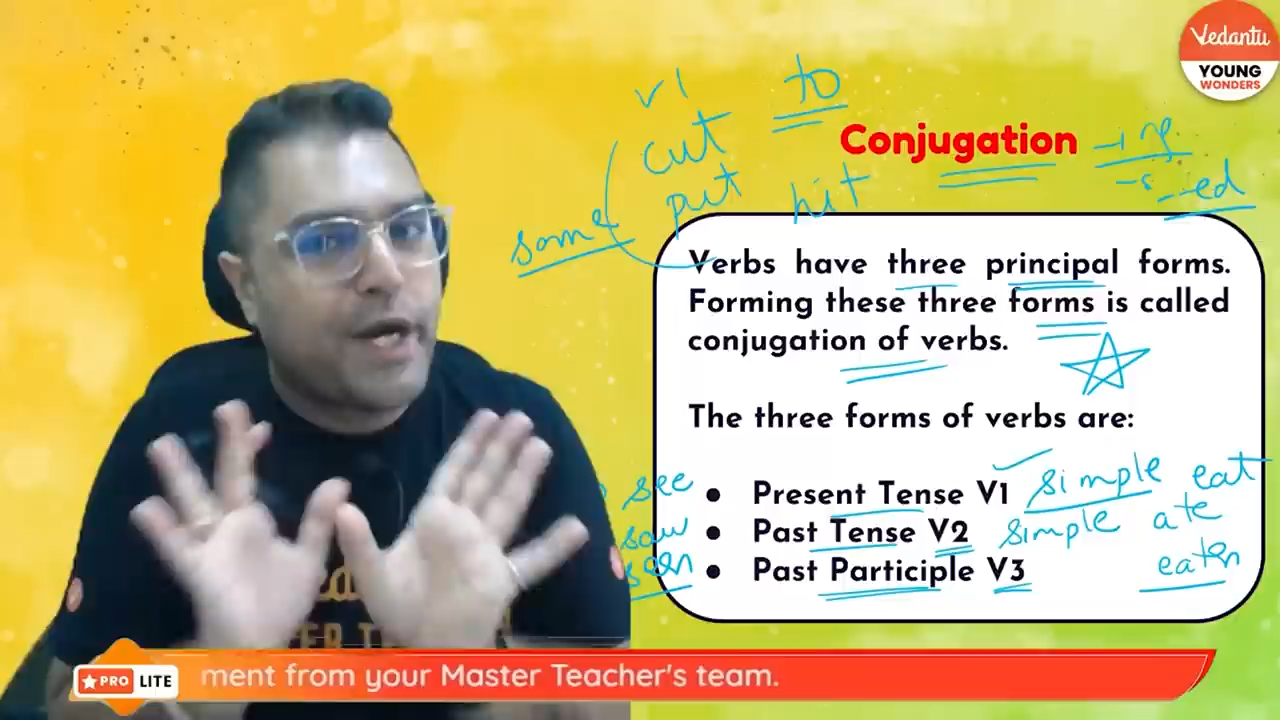 Vedantu
YOUNG
WONDERS
v1
to
cut
put
hit
same
Conjugation
-s
-ed
Verbs have three principal forms.
Forming these three forms is called
conjugation of verbs.
The three forms of verbs are:
see
• Present Tense V1
simple eat
saw
• Past Tense V2
simple ate
seen
• Past Participle V3
eaten
PRO LITE
ment from your Master Teacher's team.